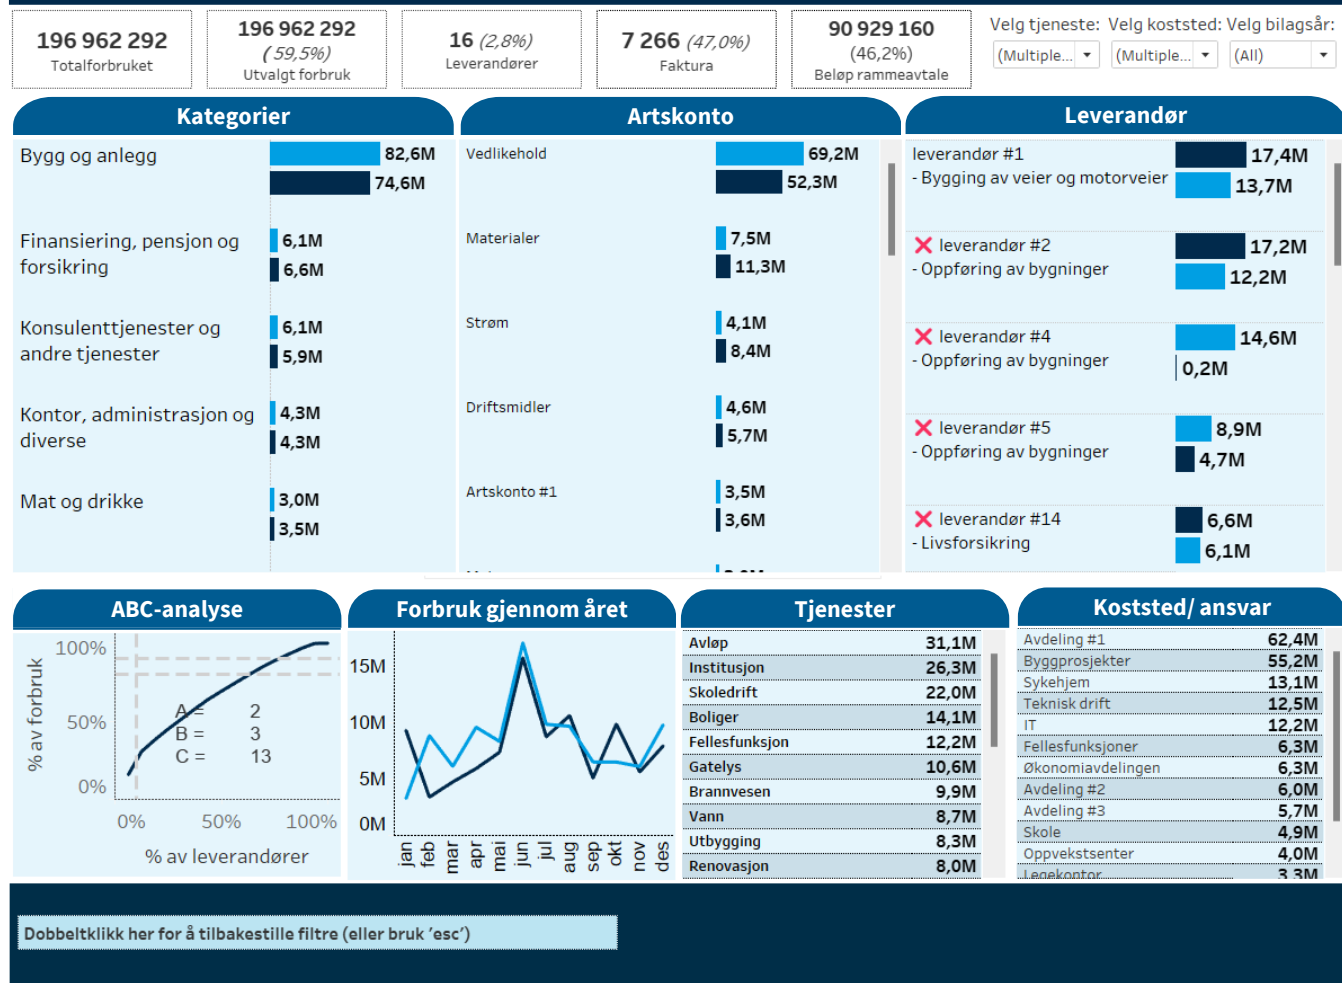 196 962 292
Totalforbruket
196 962 292
( 59,5%)
Utvalgt forbruk
16 (2,8%)
Leverandører
7 266 (47,0%)
Faktura
90 929 160
(46,2%)
Beløp rammeavtale
Velg tjeneste: Velg koststed: Velg bilagsår:
(Multiple... (Multiple... (All)
Kategorier
Bygg og anlegg
82,6M
74,6M
Finansiering, pensjon og
forsikring
6,1M
6,6M
Konsulenttjenester og
andre tjenester
6,1M
5,9M
Kontor, administrasjon og
diverse
4,3M
4,3M
Mat og drikke
3,0M
3,5M
Artskonto
Vedlikehold
69,2M
52,3M
Materialer
7,5M
11,3M
Strøm
4,1M
8,4M
Driftsmidler
4,6M
5,7M
Artskonto #1
3,5M
3,6M
Leverandør
leverandør #1
- Bygging av veier og motorveier
17,4M
13,7M
leverandør #2
- Oppføring av bygninger
17,2M
12,2M
leverandør #4
- Oppføring av bygninger
14,6M
0,2M
leverandør #5
- Oppføring av bygninger
8,9M
4,7M
leverandør #14
- Livsforsikring
6,6M
6,1M
ABC-analyse
% av forbruk
100%
50%
0%
A = 2
B = 3
C = 13
0% 50% 100%
% av leverandører
Forbruk gjennom året
15M
10M
5M
0M
jan feb mar apr mai jun jul aug sep okt nov des
Tjenester
Avløp 31,1M
Institusjon 26,3M
Skoledrift 22,0M
Boliger 14,1M
Fellesfunksjon 12,2M
Gatelys 10,6M
Brannvesen 9,9M
Vann 8,7M
Utbygging 8,3M
Renovasjon 8,0M
Koststed/ ansvar
Avdeling #1 62,4M
Byggprosjekter 55,2M
Sykehjem 13,1M
Teknisk drift 12,5M
IT 12,2M
Fellesfunksjoner 6,3M
Økonomiavdelingen 6,3M
Avdeling #2 6,0M
Avdeling #3 5,7M
Skole 4,9M
Oppvekstsenter 4,0M
Legekontor 3,3M
Dobbeltklikk her for å tilbakestille filtre (eller bruk 'esc')